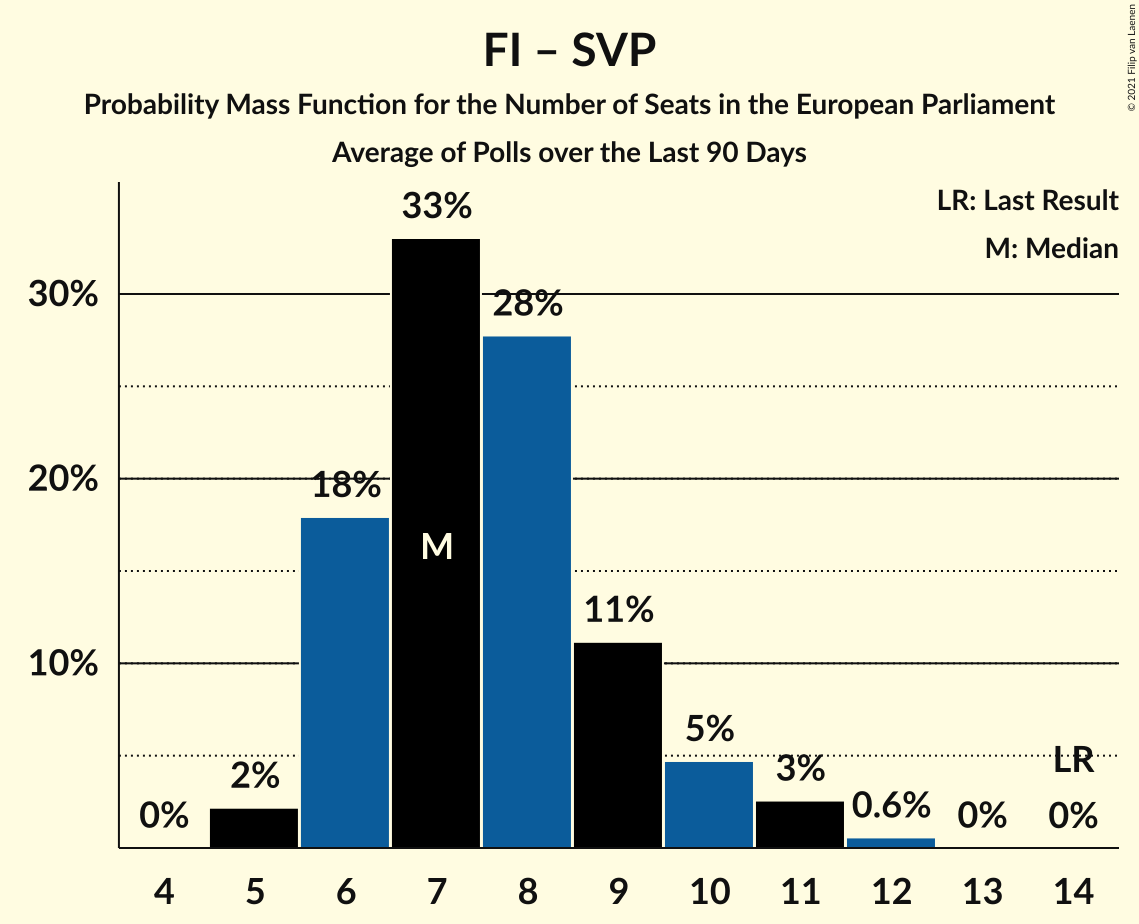 FI – SVP
Probability Mass Function for the Number of Seats in the European Parliament
Average of Polls over the Last 90 Days
© 2021 Filip van Laenen
LR: Last Result
M: Median
33%
30%
28%
20%
18%
M
11%
10%
5%
3%
LR
2%
0.6%
0%
0%
0%
4 5 6 7 8 9 10 11 12 13 14